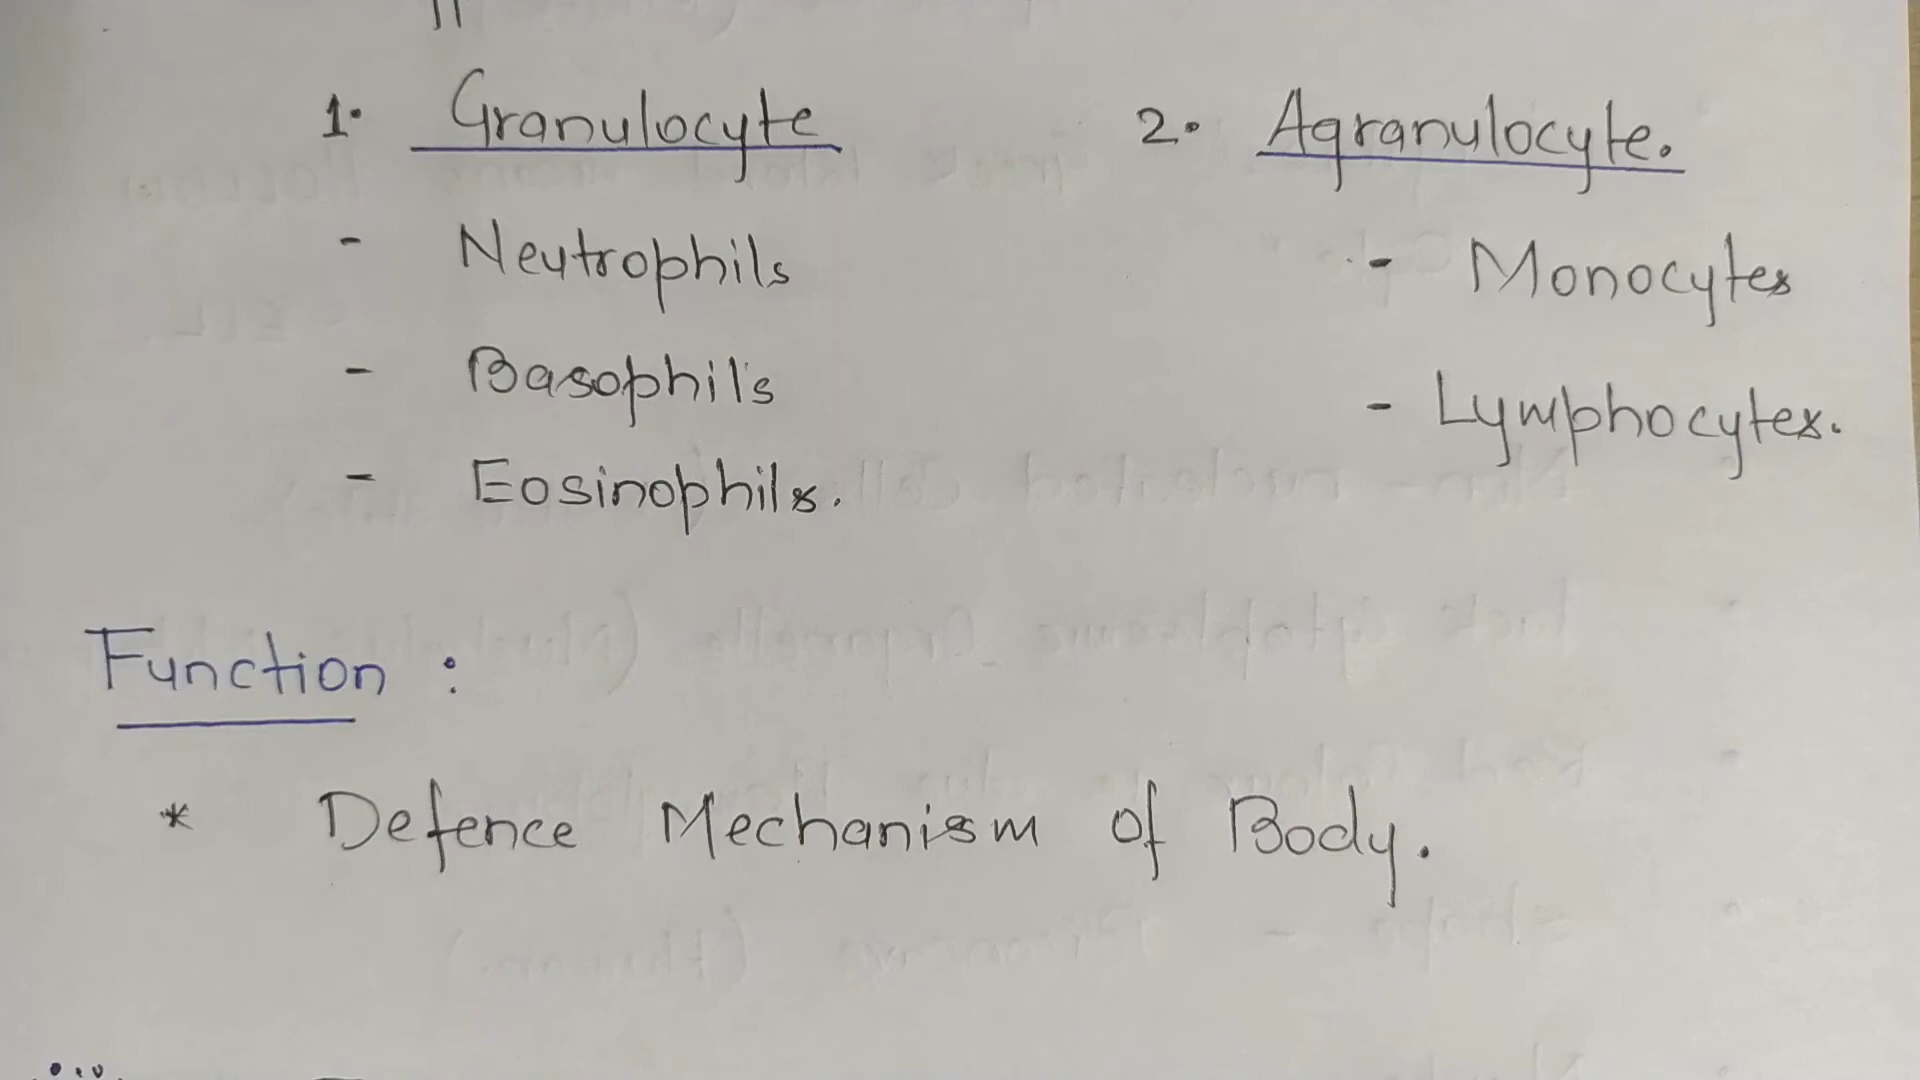 1. Granulocyte
2. Agranulocyte.
- Neutrophils
- Monocytes
- Basophils
- Lymphocytes.
- Eosinophils.
Function :
* Defence Mechanism of Body.